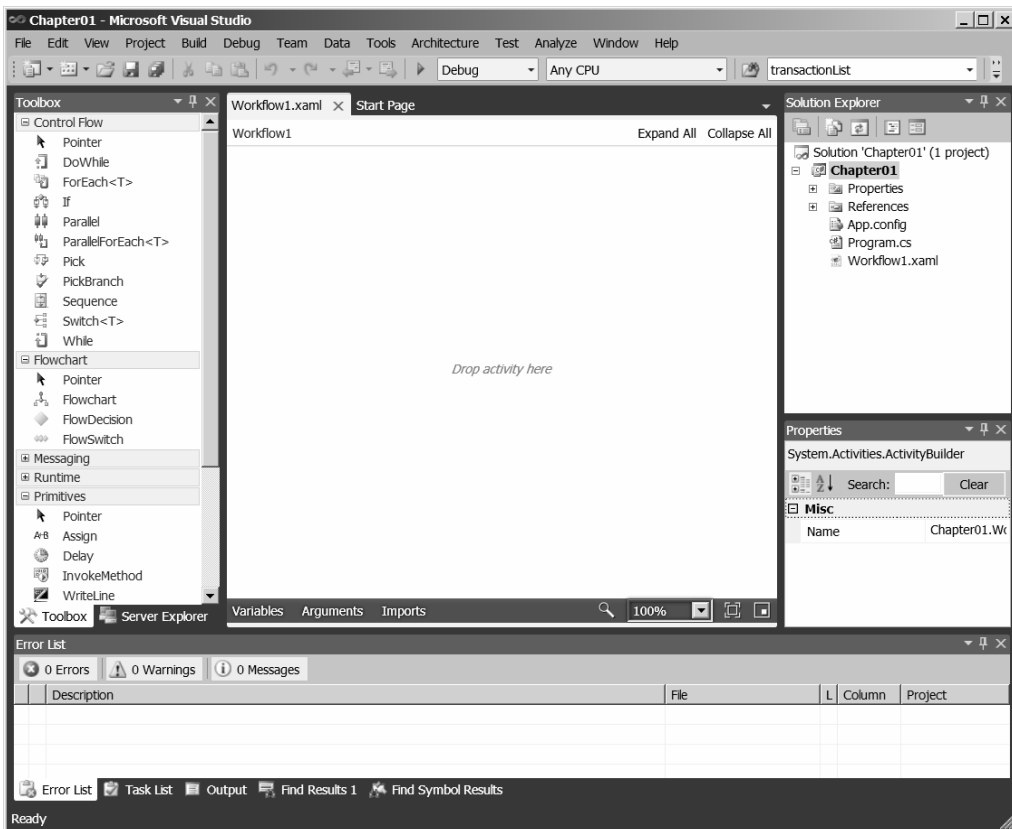 Chapter01 - Microsoft Visual Studio
File Edit View Project Build Debug Team Data Tools Architecture Test Analyze Window Help
Debug Any CPU transactionList
Toolbox
Control Flow
Pointer
DoWhile
ForEach<T>
If
Parallel
ParallelForEach<T>
Pick
PickBranch
Sequence
Switch<T>
While
Flowchart
Pointer
Flowchart
FlowDecision
FlowSwitch
Messaging
Runtime
Primitives
Pointer
A+B Assign
Delay
InvokeMethod
WriteLine
Toolbox Server Explorer
Workflow1.xaml Start Page
Workflow1 Expand All Collapse All
Drop activity here
Variables Arguments Imports 100%
Solution Explorer
Solution 'Chapter01' (1 project)
Chapter01
Properties
References
App.config
Program.cs
Workflow1.xaml
Properties
System.Activities.ActivityBuilder
Search: Clear
Misc
Name Chapter01.Wo
Error List
0 Errors 0 Warnings 0 Messages
Description File L Column Project
Error List Task List Output Find Results 1 Find Symbol Results
Ready